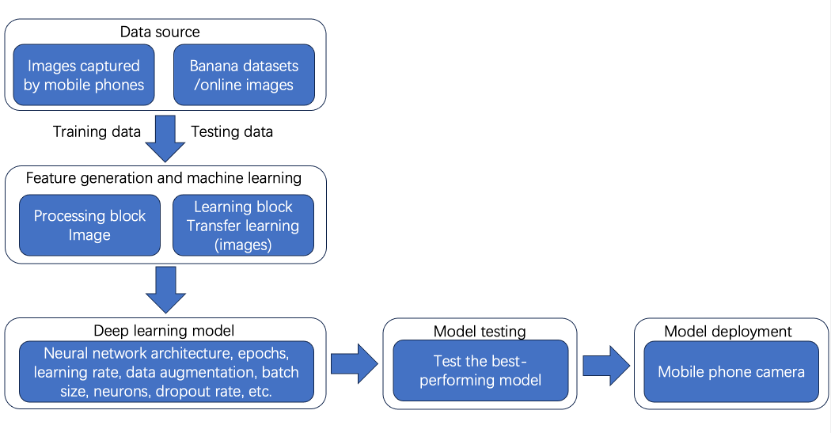 Data source
Images captured
by mobile phones
Banana datasets
/online images
Training data
Testing data
Feature generation and machine learning
Processing block
Image
Learning block
Transfer learning
(images)
Deep learning model
Neural network architecture, epochs,
learning rate, data augmentation, batch
size, neurons, dropout rate, etc.
Model testing
Test the best-
performing model
Model deployment
Mobile phone camera